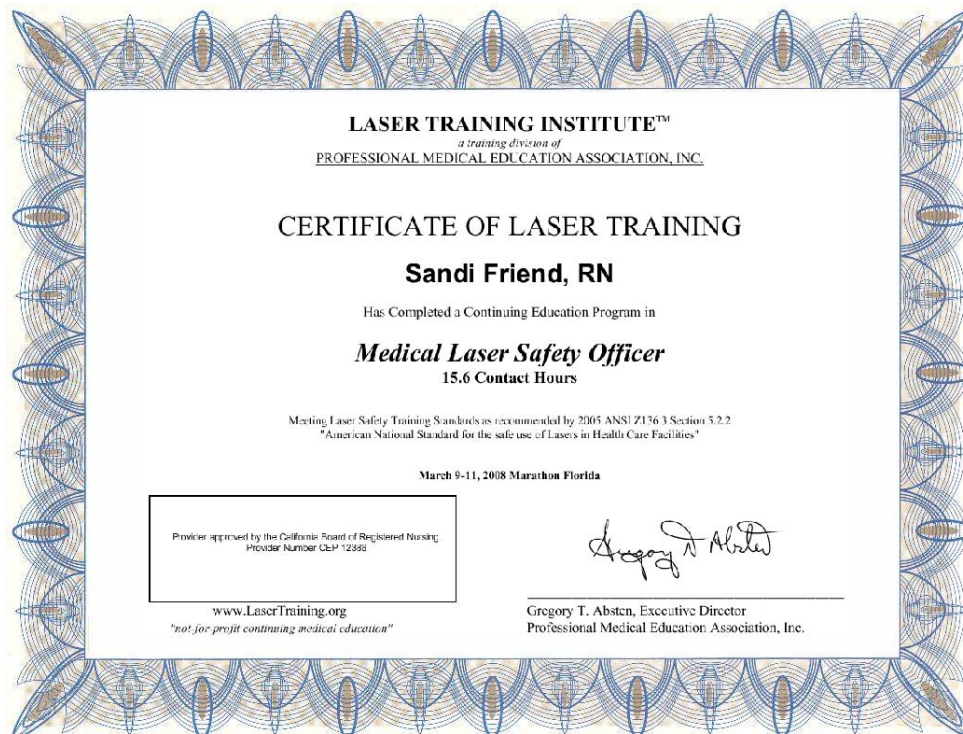 LASER TRAINING INSTITUTE™
a training division of
PROFESSIONAL MEDICAL EDUCATION ASSOCIATION, INC.
CERTIFICATE OF LASER TRAINING
Sandi Friend, RN
Has Completed a Continuing Education Program in
Medical Laser Safety Officer
15.6 Contact Hours
Meeting Laser Safety Training Standards as recommended by 2005 ANSI Z136.3 Section 5.2.2
"American National Standard for the safe use of Lasers in Health Care Facilities"
March 9-11, 2008 Marathon Florida
Provider approved by the California Board of Registered Nursing
Provider Number CEP 12388
www.LaserTraining.org
"not-for-profit continuing medical education"
Gregory T Absten
Gregory T. Absten, Executive Director
Professional Medical Education Association, Inc.